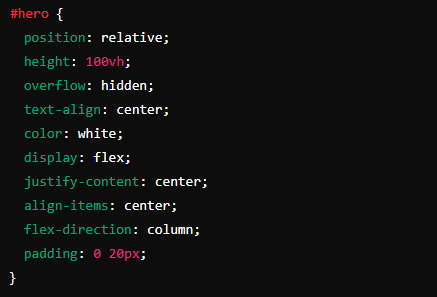 #hero {
  position: relative;
  height: 100vh;
  overflow: hidden;
  text-align: center;
  color: white;
  display: flex;
  justify-content: center;
  align-items: center;
  flex-direction: column;
  padding: 0 20px;
}